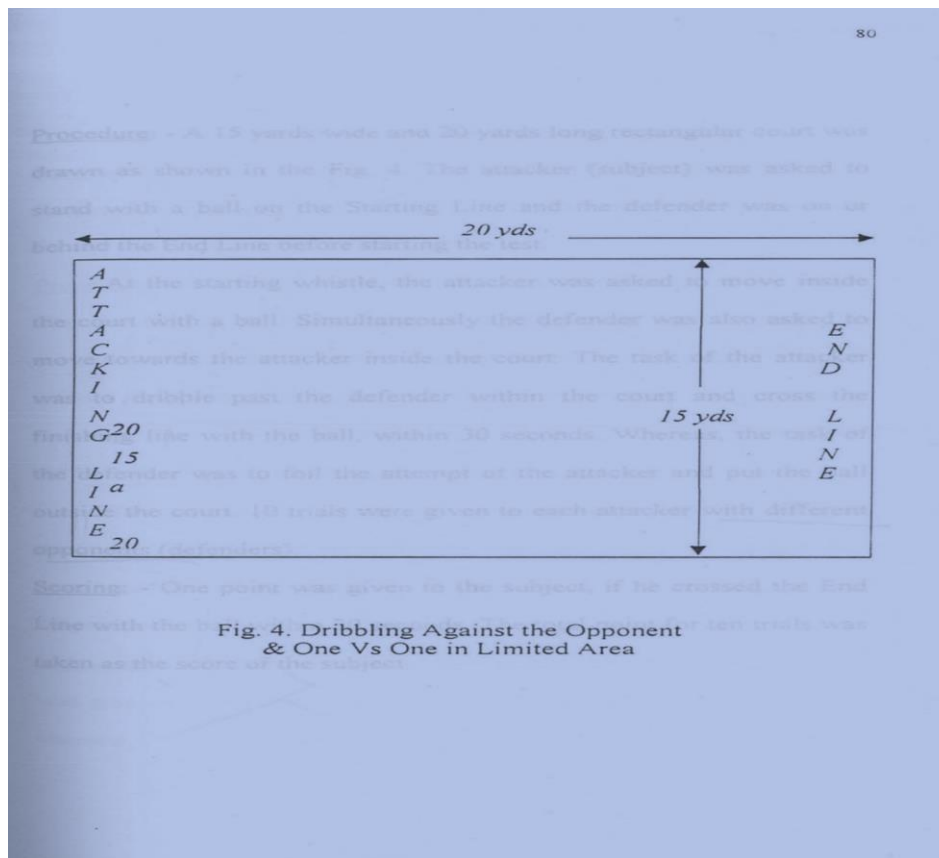 80
Procedure: - A 15 yards wide and 20 yards long rectangular court was
drawn as shown in the Fig. 4. The attacker (subject) was asked to
stand with a ball on the Starting Line and the defender was on or
20 yds
behind the End Line before starting the test.
the starting whistle, the attacker was asked to move inside
the court with a ball. Simultaneously the defender was also asked to
move towards the attacker inside the court. The task of the attacker
was to dribble past the defender within the court and cross the
finishing line with the ball, within 30 seconds. Whereas, the task of
the defender was to foil the attempt of the attacker and put the ball
outside the court. 10 trials were given to each attacker with different
opponents (defenders).
ATTACKING LINE
20
15
a
20
15 yds
END LINE
Scoring: - One point was given to the subject, if he crossed the End
Line with the ball for ten trials was
Fig. 4. Dribbling Against the Opponent
& One Vs One in Limited Area
taken as the score of the subject.